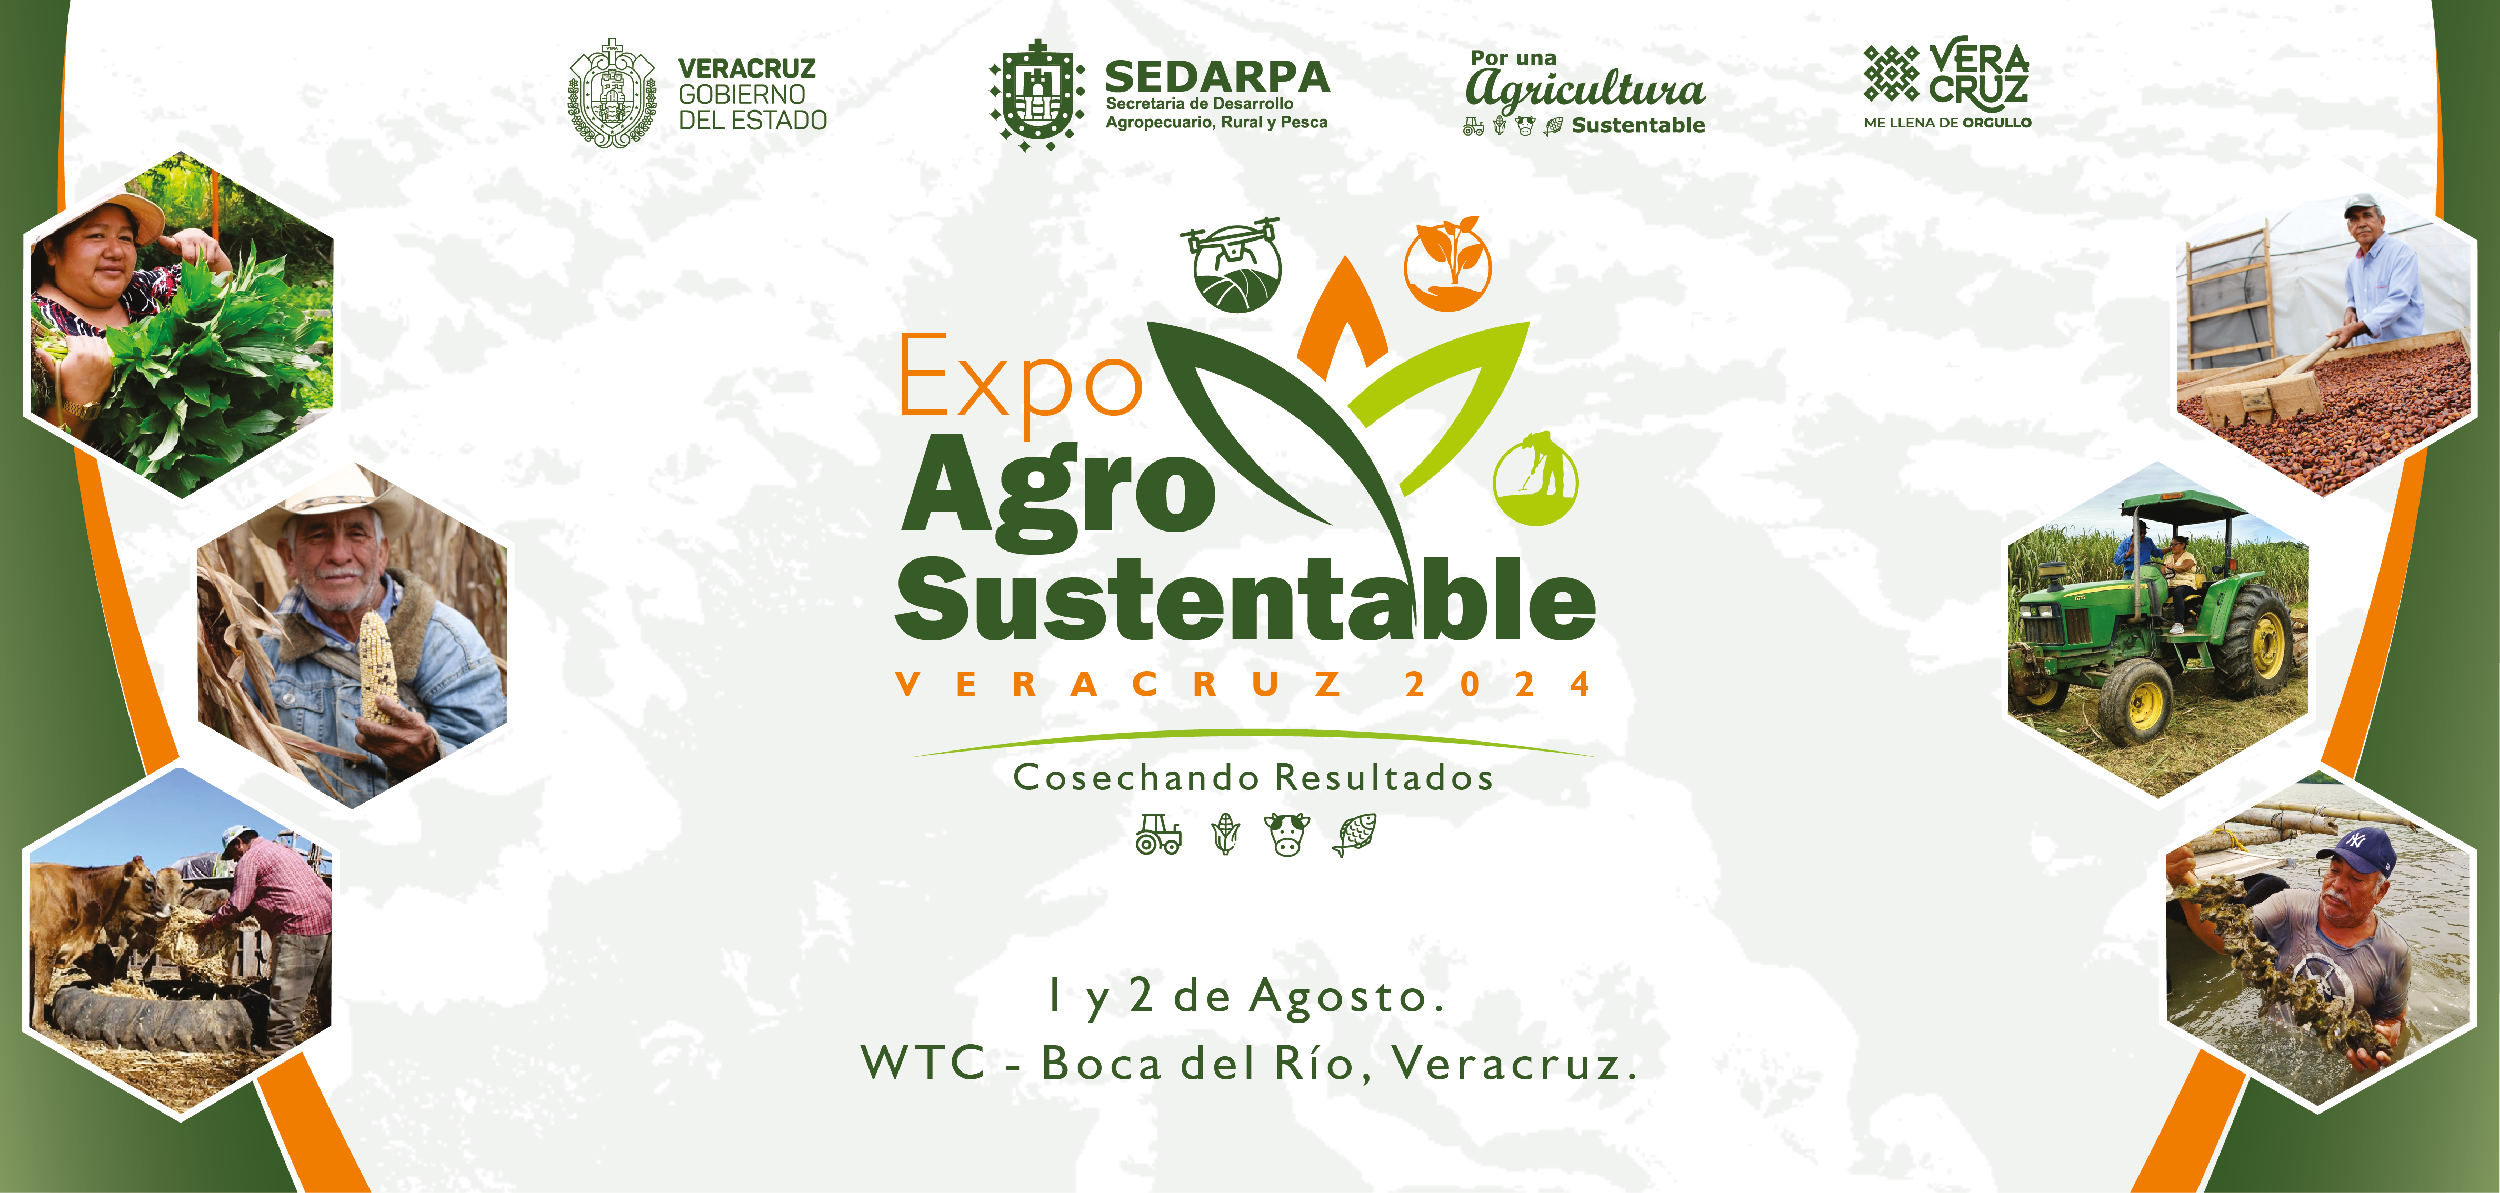 VERACRUZ
GOBIERNO
DEL ESTADO
SEDARPA
Secretaria de Desarrollo
Agropecuario, Rural y Pesca
Por una
Agricultura
Sustentable
VERA
CRUZ
ME LLENA DE ORGULLO
Expo
Agro
Sustentable
VERACRUZ 2024
Cosechando Resultados
1 y 2 de Agosto.
WTC - Boca del Río, Veracruz.